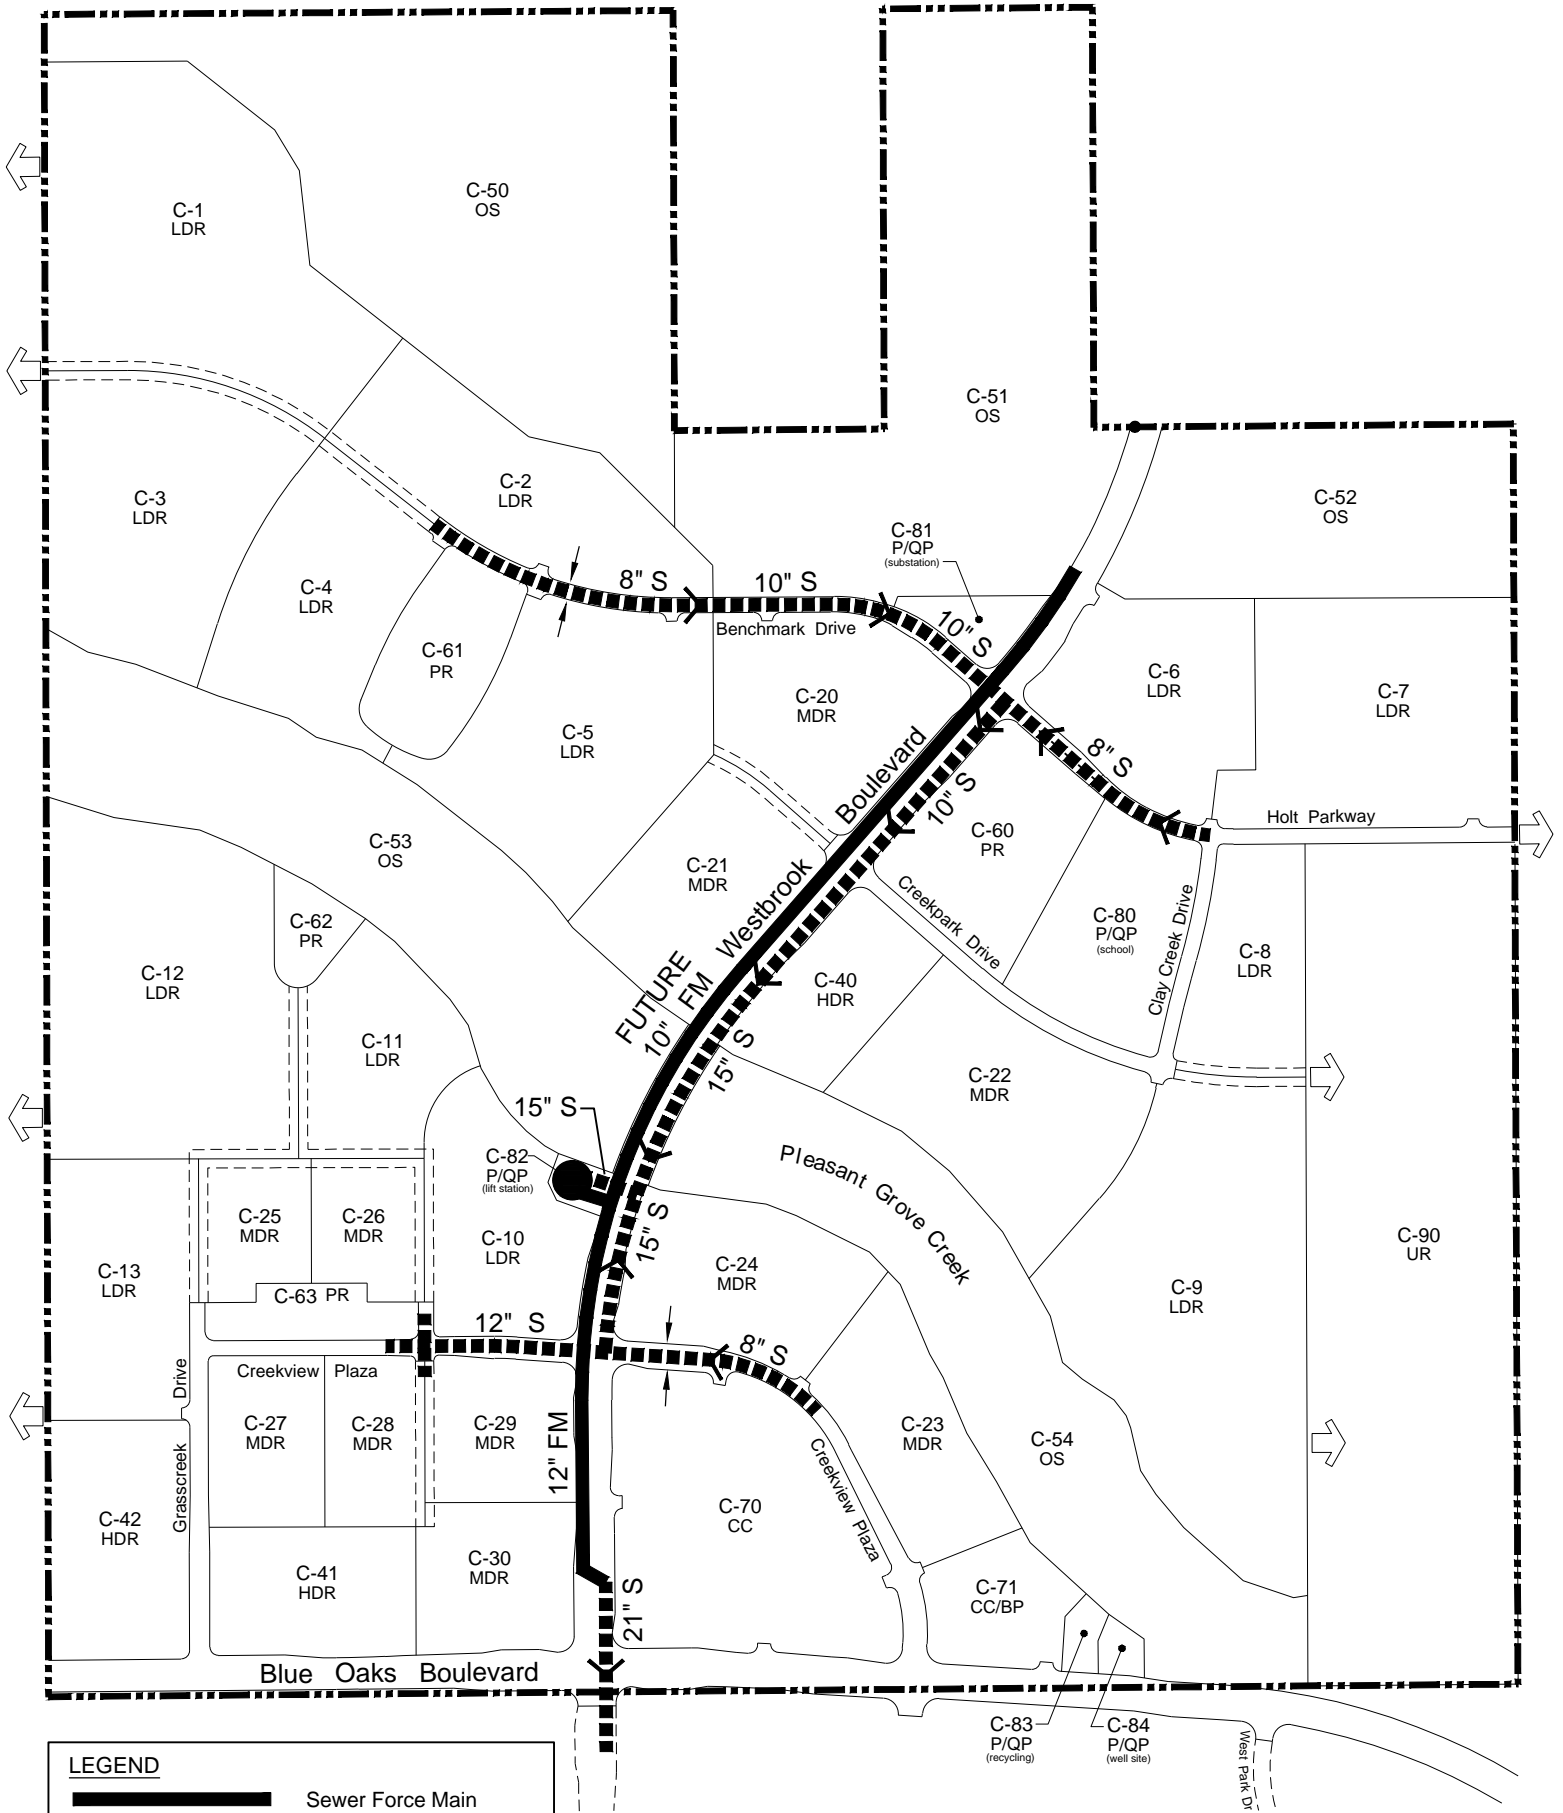 C-50
OS
C-1
LDR
C-51
OS
C-2
LDR
C-3
LDR
C-52
OS
C-81
P/QP
(substation)
C-4
LDR
8" S
10" S
Benchmark Drive
10" S
C-61
PR
C-6
LDR
C-7
LDR
C-20
MDR
C-5
LDR
8" S
Boulevard
10" S
Holt Parkway
C-60
PR
C-53
OS
C-21
MDR
Westbrook
Creekpark Drive
C-80
P/QP
(school)
Clay Creek Drive
C-62
PR
C-8
LDR
C-12
LDR
C-40
HDR
FUTURE
10" FM
C-11
LDR
15" S
C-22
MDR
15" S
C-82
P/QP
(lift station)
Pleasant Grove Creek
C-25
MDR
C-26
MDR
15" S
C-10
LDR
C-90
UR
C-13
LDR
C-24
MDR
C-63 PR
C-9
LDR
12" S
8" S
Creekview Plaza
Drive
C-27
MDR
C-28
MDR
C-29
MDR
12" FM
C-23
MDR
C-54
OS
Creekview Plaza
Grasscreek
C-42
HDR
C-70
CC
C-41
HDR
C-30
MDR
21" S
C-71
CC/BP
Blue Oaks Boulevard
C-83
P/QP
(recycling)
C-84
P/QP
(well site)
West Park Dr
LEGEND
Sewer Force Main